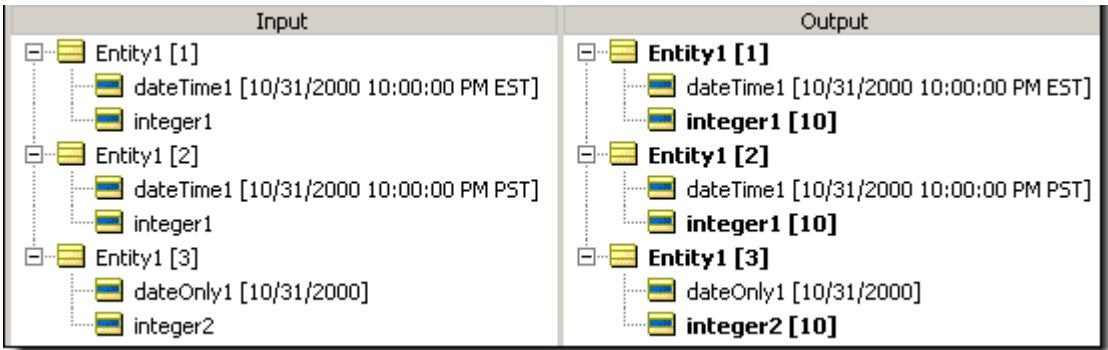 Input
Entity1 [1]
dateTime1 [10/31/2000 10:00:00 PM EST]
integer1
Entity1 [2]
dateTime1 [10/31/2000 10:00:00 PM PST]
integer1
Entity1 [3]
dateOnly1 [10/31/2000]
integer2
Output
Entity1 [1]
dateTime1 [10/31/2000 10:00:00 PM EST]
integer1 [10]
Entity1 [2]
dateTime1 [10/31/2000 10:00:00 PM PST]
integer1 [10]
Entity1 [3]
dateOnly1 [10/31/2000]
integer2 [10]